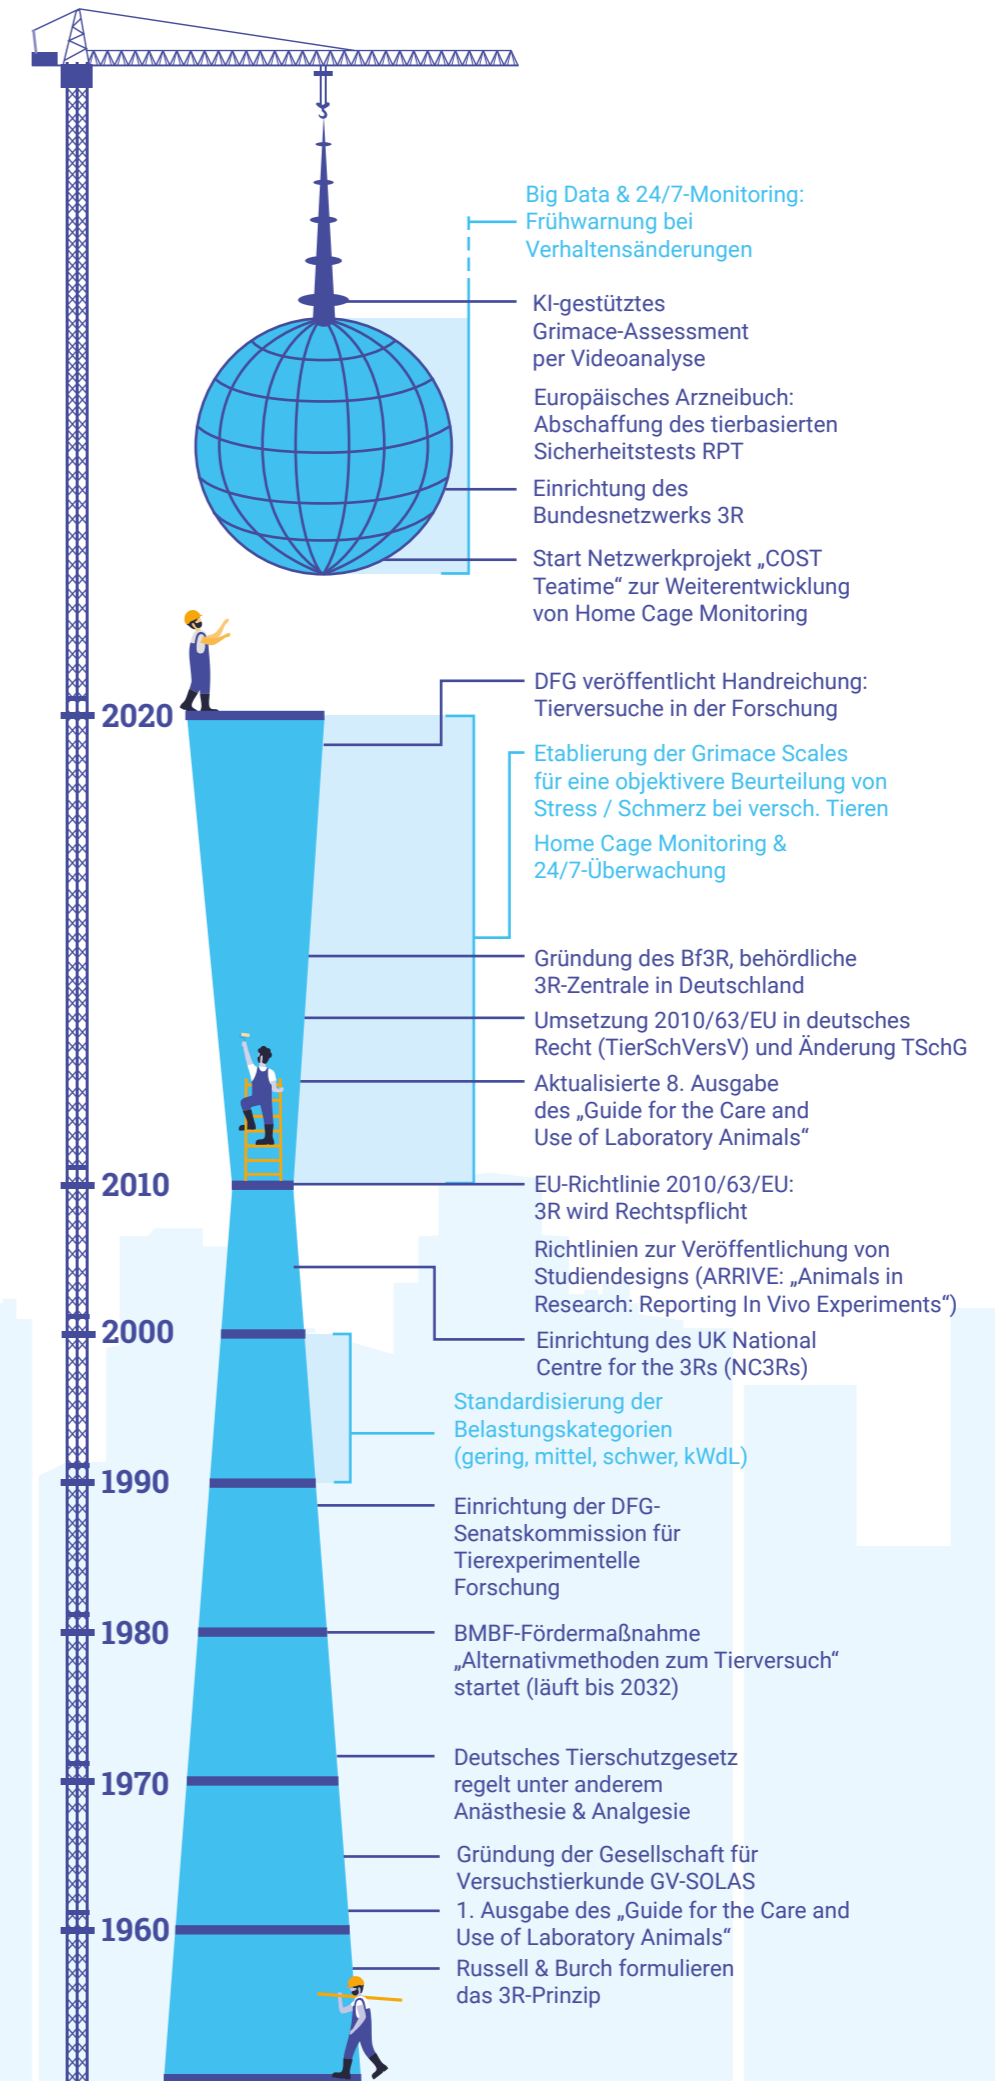 Big Data & 24/7-Monitoring:
Frühwarnung bei
Verhaltensänderungen
KI-gestütztes
Grimace-Assessment
per Videoanalyse
Europäisches Arzneibuch:
Abschaffung des tierbasierten
Sicherheitstests RPT
Einrichtung des
Bundesnetzwerks 3R
Start Netzwerkprojekt „COST
Teatime“ zur Weiterentwicklung
von Home Cage Monitoring
DFG veröffentlicht Handreichung:
Tierversuche in der Forschung
2020
Etablierung der Grimace Scales
für eine objektivere Beurteilung von
Stress / Schmerz bei versch. Tieren
Home Cage Monitoring &
24/7-Überwachung
Gründung des Bf3R, behördliche
3R-Zentrale in Deutschland
Umsetzung 2010/63/EU in deutsches
Recht (TierSchVersV) und Änderung TSchG
Aktualisierte 8. Ausgabe
des „Guide for the Care and
Use of Laboratory Animals“
2010
EU-Richtlinie 2010/63/EU:
3R wird Rechtspflicht
Richtlinien zur Veröffentlichung von
Studiendesigns (ARRIVE: „Animals in
Research: Reporting In Vivo Experiments“)
2000
Einrichtung des UK National
Centre for the 3Rs (NC3Rs)
Standardisierung der
Belastungskategorien
(gering, mittel, schwer, kWdL)
1990
Einrichtung der DFG-
Senatskommission für
Tierexperimentelle
Forschung
1980
BMBF-Fördermaßnahme
„Alternativmethoden zum Tierversuch“
startet (läuft bis 2032)
Deutsches Tierschutzgesetz
regelt unter anderem
Anästhesie & Analgesie
1970
Gründung der Gesellschaft für
Versuchstierkunde GV-SOLAS
1. Ausgabe des „Guide for the Care and
Use of Laboratory Animals“
1960
Russell & Burch formulieren
das 3R-Prinzip